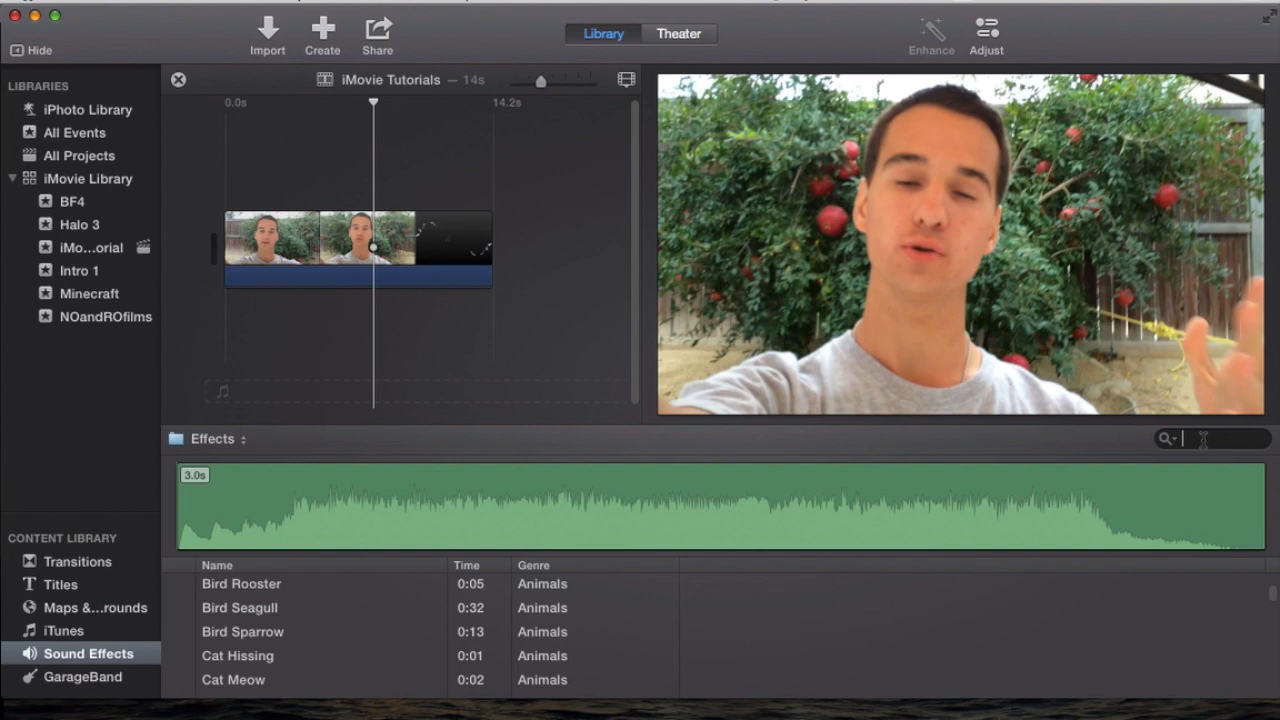 Library Theater
Import Create Share
Enhance Adjust
Hide
LIBRARIES
iPhoto Library
All Events
All Projects
iMovie Library
BF4
Halo 3
iMo...orial
Intro 1
Minecraft
NOandROfilms
iMovie Tutorials — 14s
0.0s
14.2s
Effects
3.0s
CONTENT LIBRARY
Transitions
Titles
Maps &...rounds
iTunes
Sound Effects
GarageBand
Name Time Genre
Bird Rooster 0:05 Animals
Bird Seagull 0:32 Animals
Bird Sparrow 0:13 Animals
Cat Hissing 0:01 Animals
Cat Meow 0:02 Animals